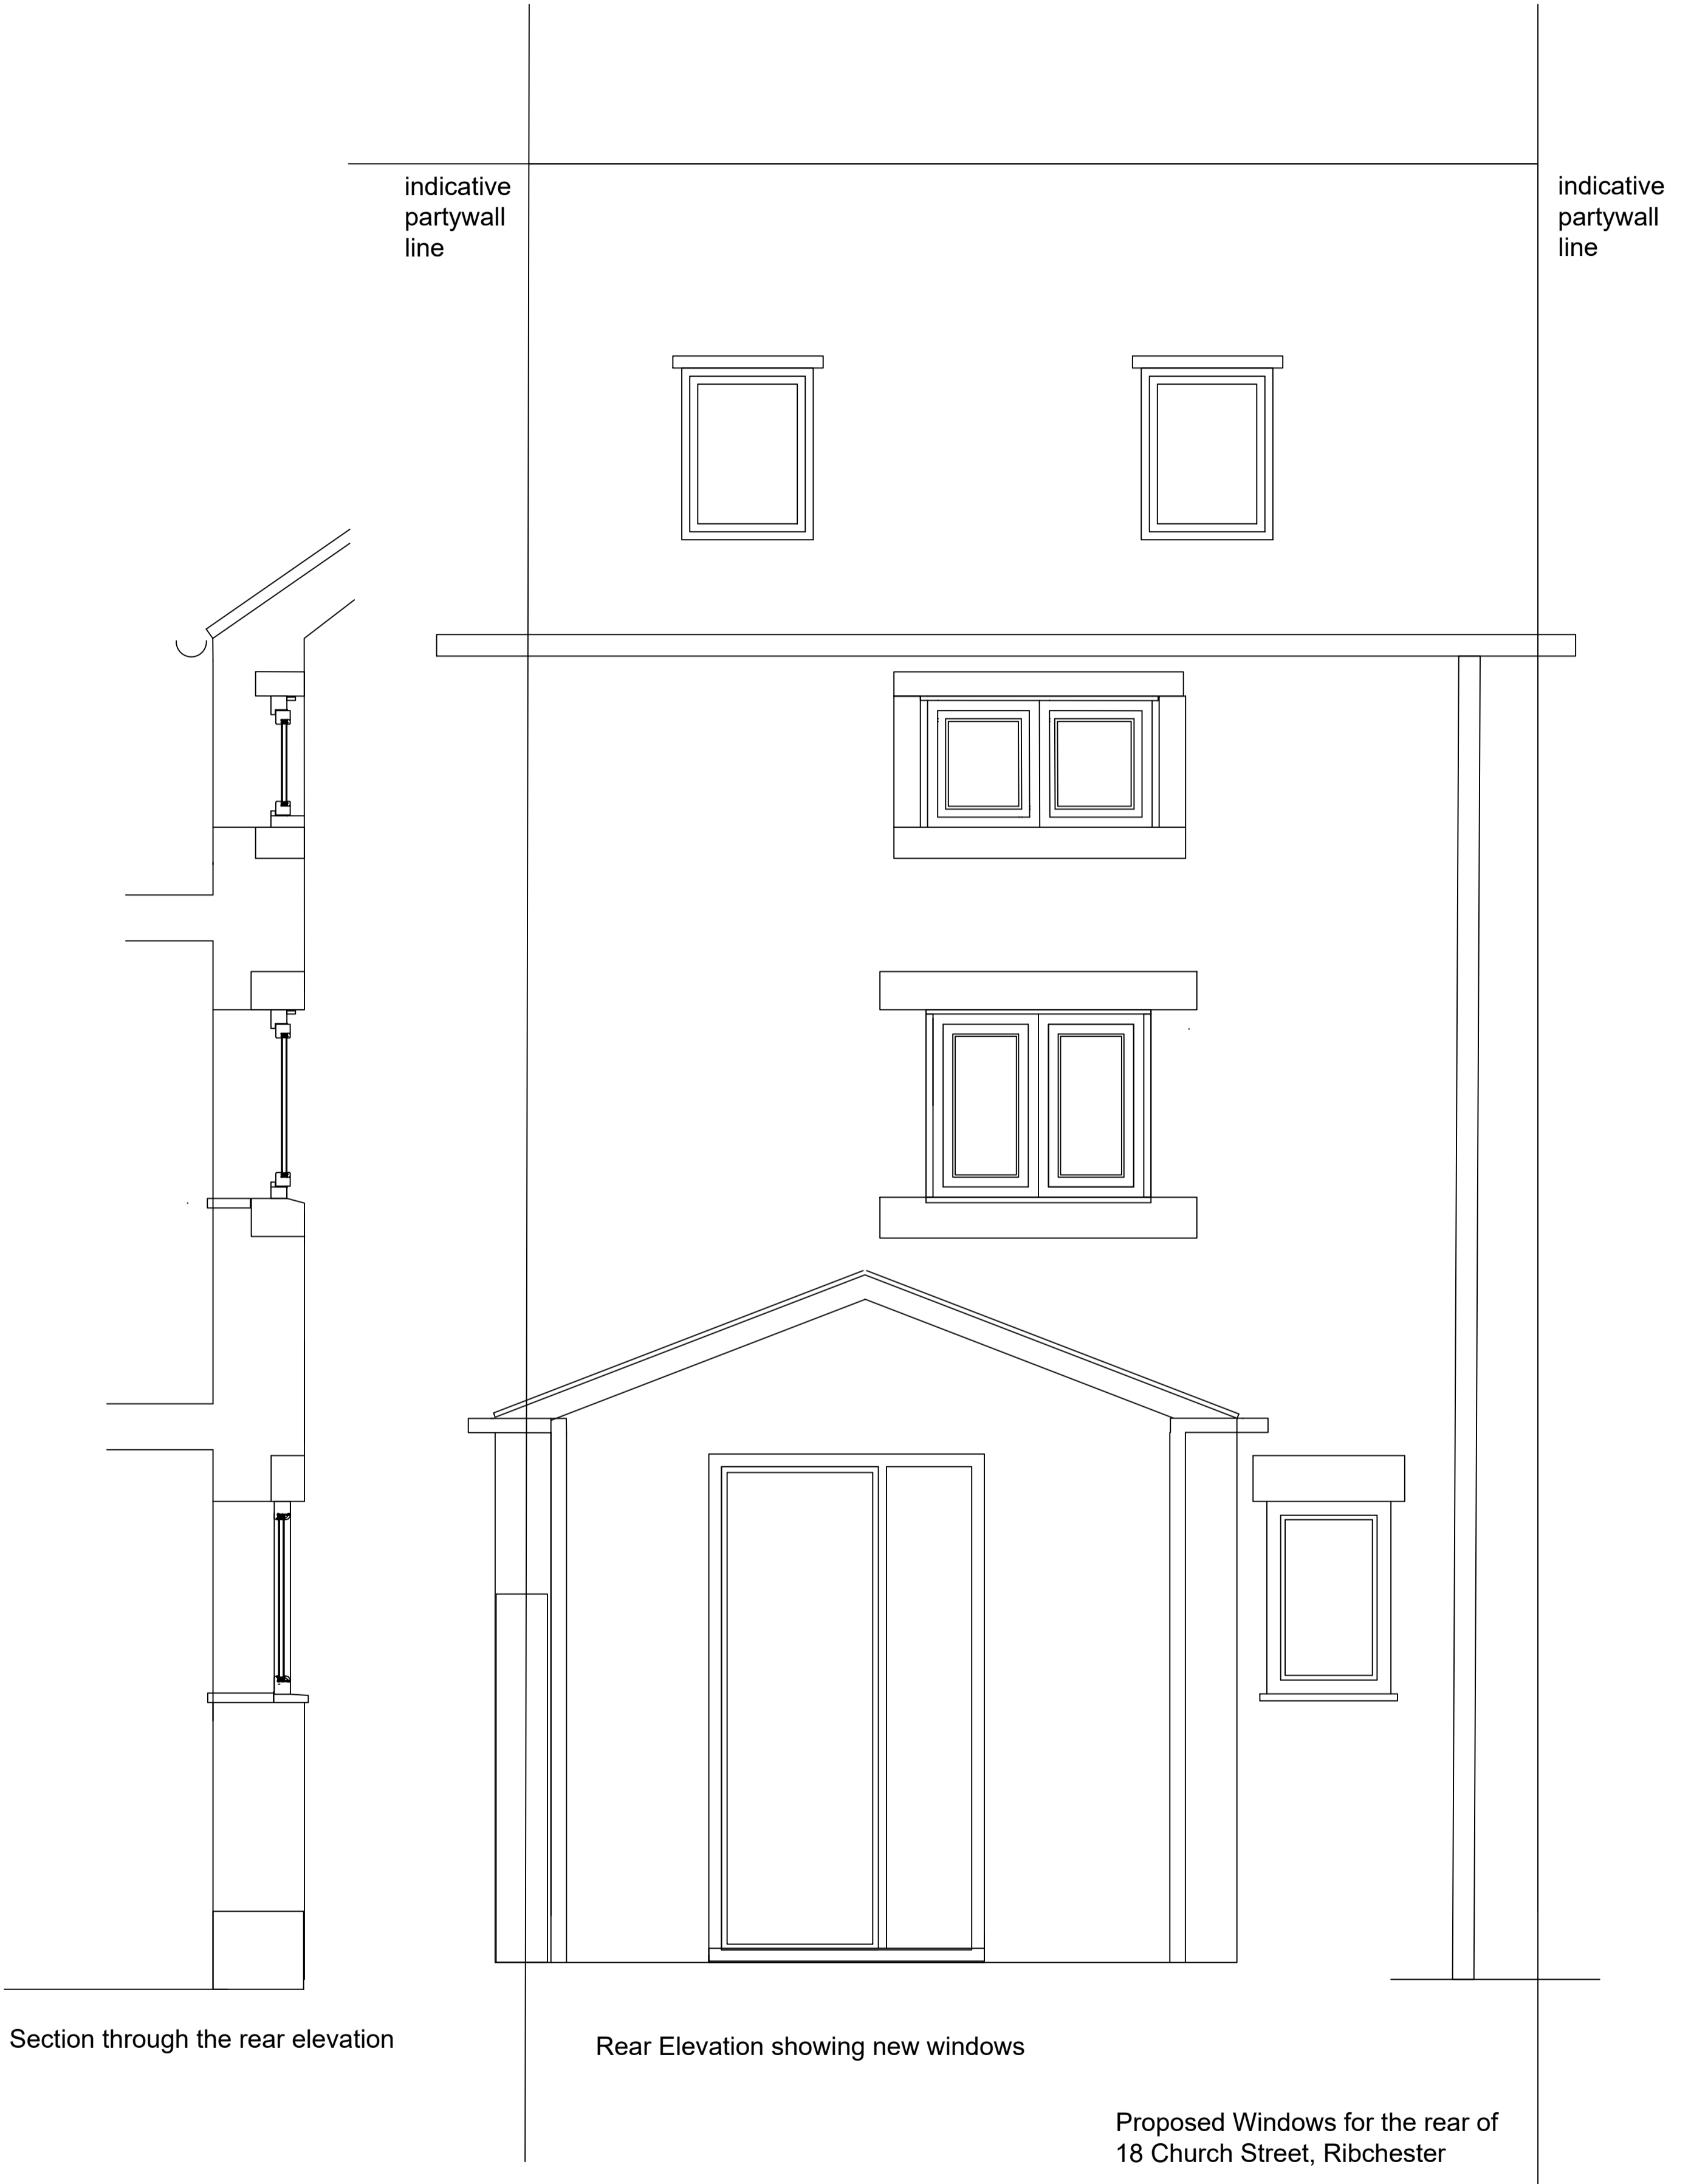 indicative
partywall
line
indicative
partywall
line
Section through the rear elevation
Rear Elevation showing new windows
Proposed Windows for the rear of
18 Church Street, Ribchester